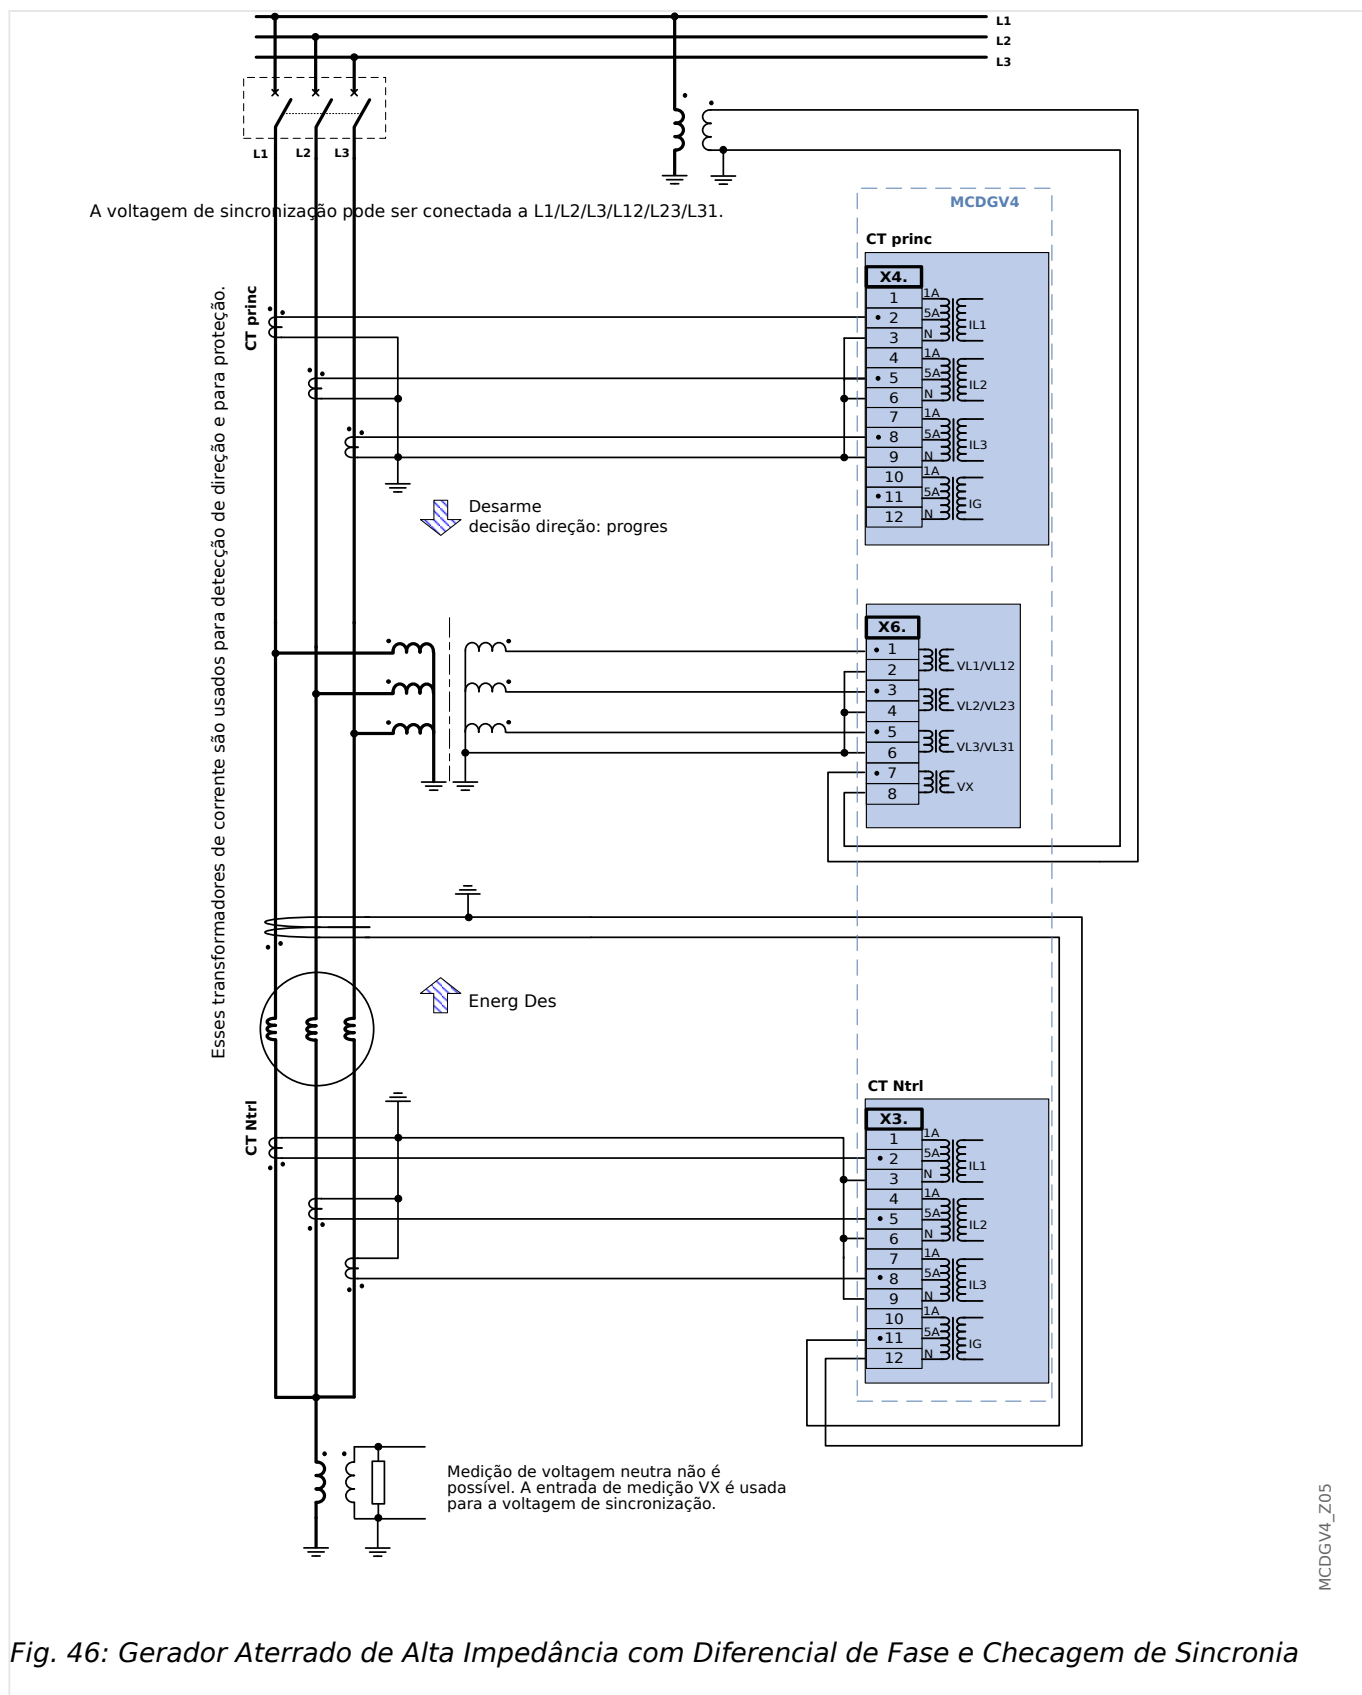 L1
L2
L3
L1
L2
L3
A voltagem de sincronização pode ser conectada a L1/L2/L3/L12/L23/L31.
MCDGV4
CT princ
X4.
1
1A
2
5A
IL1
3
N
4
1A
5
5A
IL2
6
N
7
1A
8
5A
IL3
9
N
10
1A
11
5A
IG
12
N
CT princ
Esses transformadores de corrente são usados para detecção de direção e para proteção.
Desarme
decisão direção: progres
X6.
1
2
VL1/VL12
3
4
VL2/VL23
5
6
VL3/VL31
7
8
VX
Energ Des
CT Ntrl
CT Ntrl
X3.
1
1A
2
5A
IL1
3
N
4
1A
5
5A
IL2
6
N
7
1A
8
5A
IL3
9
N
10
1A
11
5A
IG
12
N
Medição de voltagem neutra não é
possível. A entrada de medição VX é usada
para a voltagem de sincronização.
MCDGV4_Z05
Fig. 46: Gerador Aterrado de Alta Impedância com Diferencial de Fase e Checagem de Sincronia